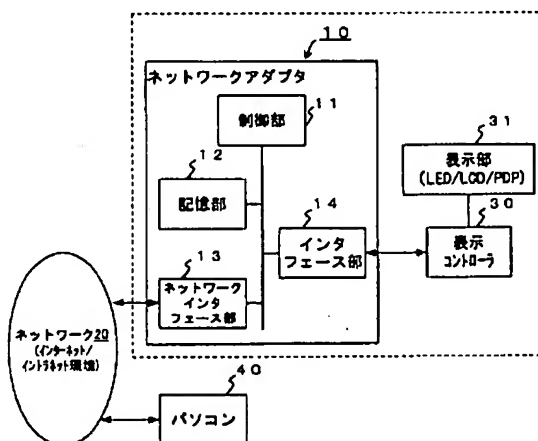 10
ネットワークアダプタ
11
制御部
12
記憶部
13
ネットワーク
インタ
フェース部
14
インタ
フェース部
31
表示部
(LED/LCD/PDP)
30
表示
コントローラ
ネットワーク20
(インターネット/
イントラネット環境)
40
パソコン